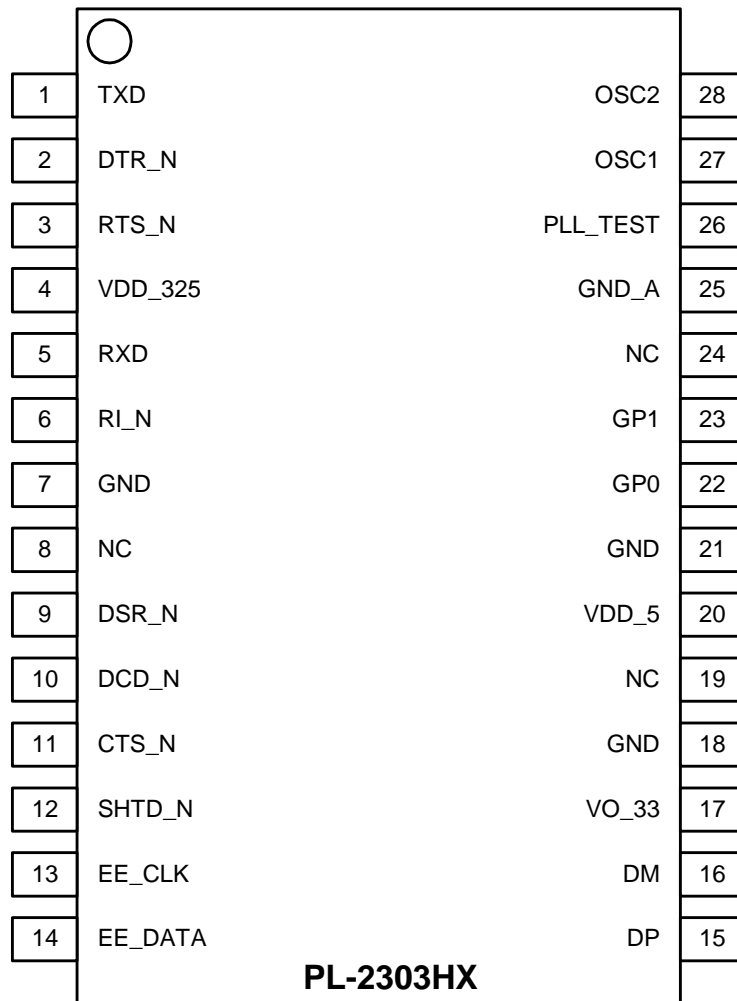 1 TXD OSC2 28
2 DTR_N OSC1 27
3 RTS_N PLL_TEST 26
4 VDD_325 GND_A 25
5 RXD NC 24
6 RI_N GP1 23
7 GND GP0 22
8 NC GND 21
9 DSR_N VDD_5 20
10 DCD_N NC 19
11 CTS_N GND 18
12 SHTD_N VO_33 17
13 EE_CLK DM 16
14 EE_DATA DP 15
PL-2303HX